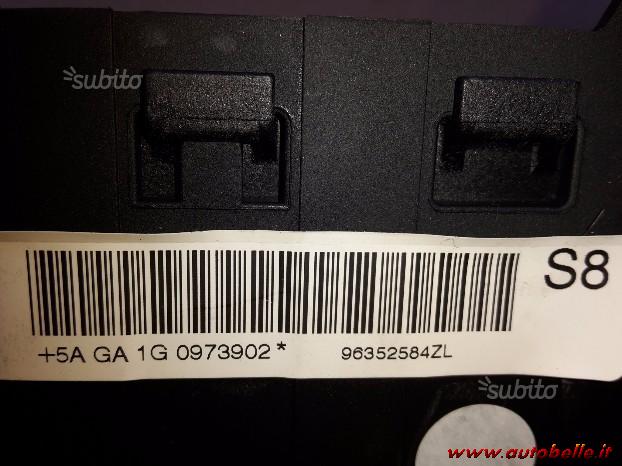 subito
S8
+5A GA 1G 0973902*
96352584ZL
subito
www.autobelle.it